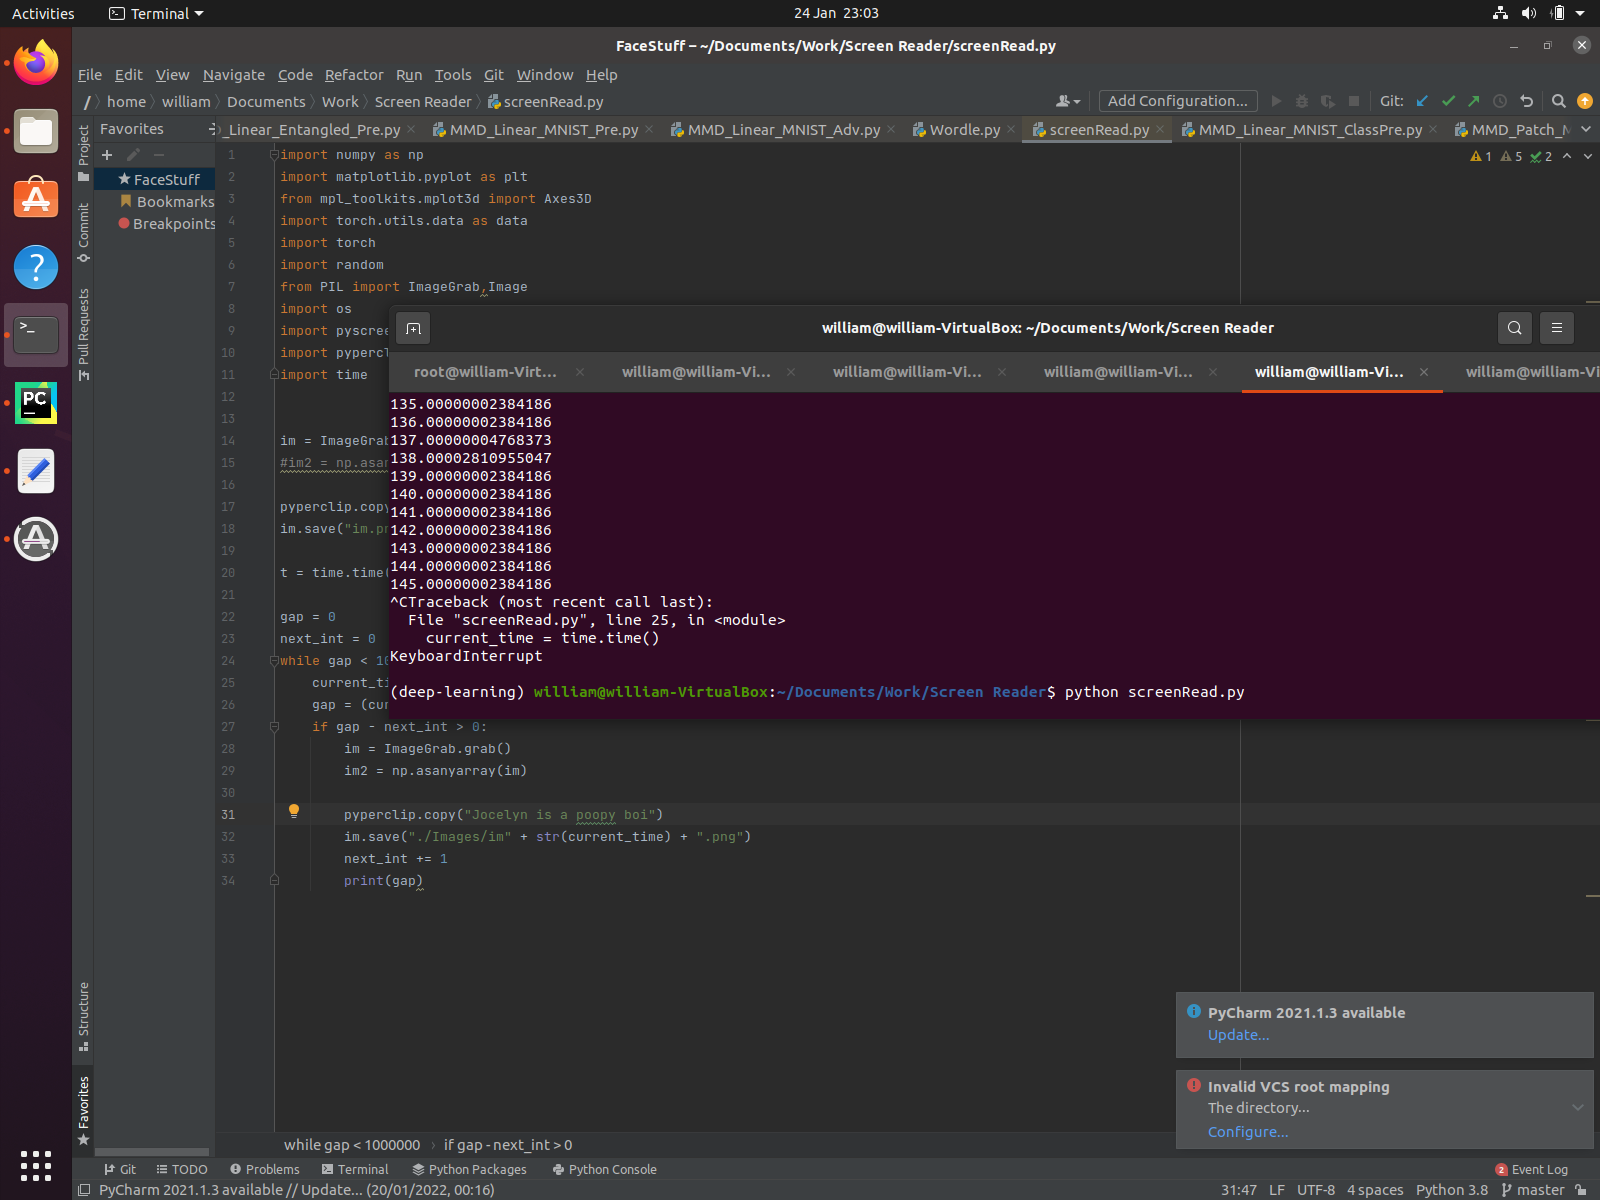 Activities
Terminal
24 Jan 23:03
FaceStuff – ~/Documents/Work/Screen Reader/screenRead.py
File Edit View Navigate Code Refactor Run Tools Git Window Help
/ home william Documents Work Screen Reader screenRead.py
Add Configuration...
Git:
Project
Commit
Pull Requests
Structure
Favorites
Favorites
FaceStuff
Bookmarks
Breakpoints
_Linear_Entangled_Pre.py MMD_Linear_MNIST_Pre.py MMD_Linear_MNIST_Adv.py Wordle.py screenRead.py MMD_Linear_MNIST_ClassPre.py MMD_Patch_M
1 5 2
1 import numpy as np
2 import matplotlib.pyplot as plt
3 from mpl_toolkits.mplot3d import Axes3D
4 import torch.utils.data as data
5 import torch
6 import random
7 from PIL import ImageGrab,Image
8 import os
9 import pyscree
10 import pypercl
11 import time
12
13
14 im = ImageGrab
15 #im2 = np.asan
16
17 pyperclip.copy
18 im.save("im.pn
19
20 t = time.time(
21
22 gap = 0
23 next_int = 0
24 while gap < 10
25 current_ti
26 gap = (cur
27 if gap - next_int > 0:
28 im = ImageGrab.grab()
29 im2 = np.asanyarray(im)
30
31 pyperclip.copy("Jocelyn is a poopy boi")
32 im.save("./Images/im" + str(current_time) + ".png")
33 next_int += 1
34 print(gap)
william@william-VirtualBox: ~/Documents/Work/Screen Reader
root@william-Virt... william@william-Vi... william@william-Vi... william@william-Vi... william@william-Vi... william@william-Vi
135.00000002384186
136.00000002384186
137.00000004768373
138.00002810955047
139.00000002384186
140.00000002384186
141.00000002384186
142.00000002384186
143.00000002384186
144.00000002384186
145.00000002384186
^CTraceback (most recent call last):
File "screenRead.py", line 25, in <module>
current_time = time.time()
KeyboardInterrupt
(deep-learning) william@william-VirtualBox:~/Documents/Work/Screen Reader$ python screenRead.py
PyCharm 2021.1.3 available
Update...
Invalid VCS root mapping
The directory...
Configure...
while gap < 1000000 › if gap - next_int > 0
Git TODO Problems Terminal Python Packages Python Console
2 Event Log
PyCharm 2021.1.3 available // Update... (20/01/2022, 00:16)
31:47 LF UTF-8 4 spaces Python 3.8 master